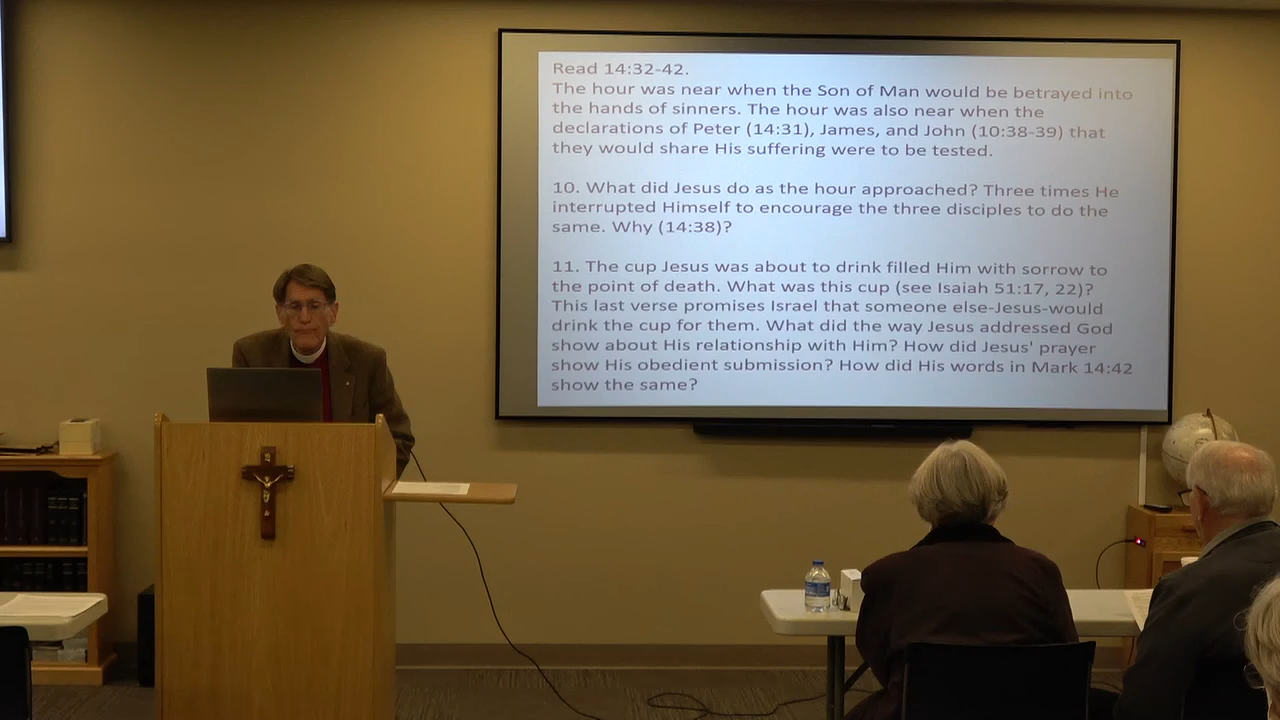 Read 14:32-42.
The hour was near when the Son of Man would be betrayed into
the hands of sinners. The hour was also near when the
declarations of Peter (14:31), James, and John (10:38-39) that
they would share His suffering were to be tested.
10. What did Jesus do as the hour approached? Three times He
interrupted Himself to encourage the three disciples to do the
same. Why (14:38)?
11. The cup Jesus was about to drink filled Him with sorrow to
the point of death. What was this cup (see Isaiah 51:17, 22)?
This last verse promises Israel that someone else-Jesus-would
drink the cup for them. What did the way Jesus addressed God
show about His relationship with Him? How did Jesus' prayer
show His obedient submission? How did His words in Mark 14:42
show the same?